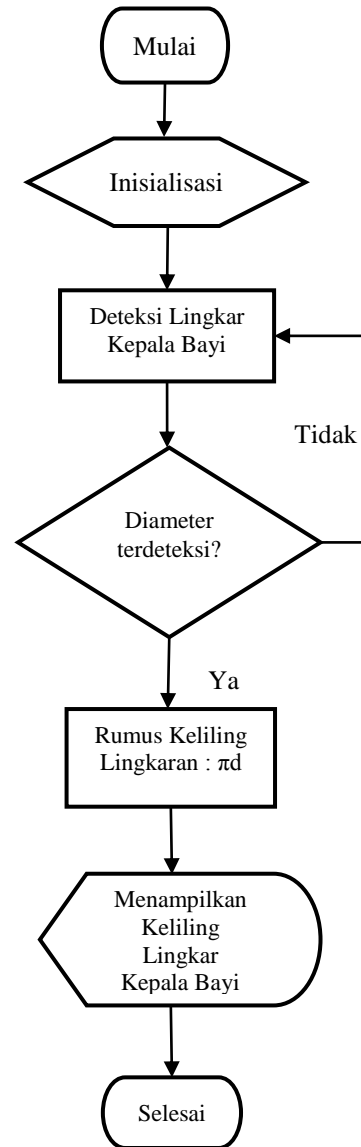 Mulai
Inisialisasi
Deteksi Lingkar
Kepala Bayi
Tidak
Diameter
terdeteksi?
Ya
Rumus Keliling
Lingkaran : πd
Menampilkan
Keliling
Lingkar
Kepala Bayi
Selesai